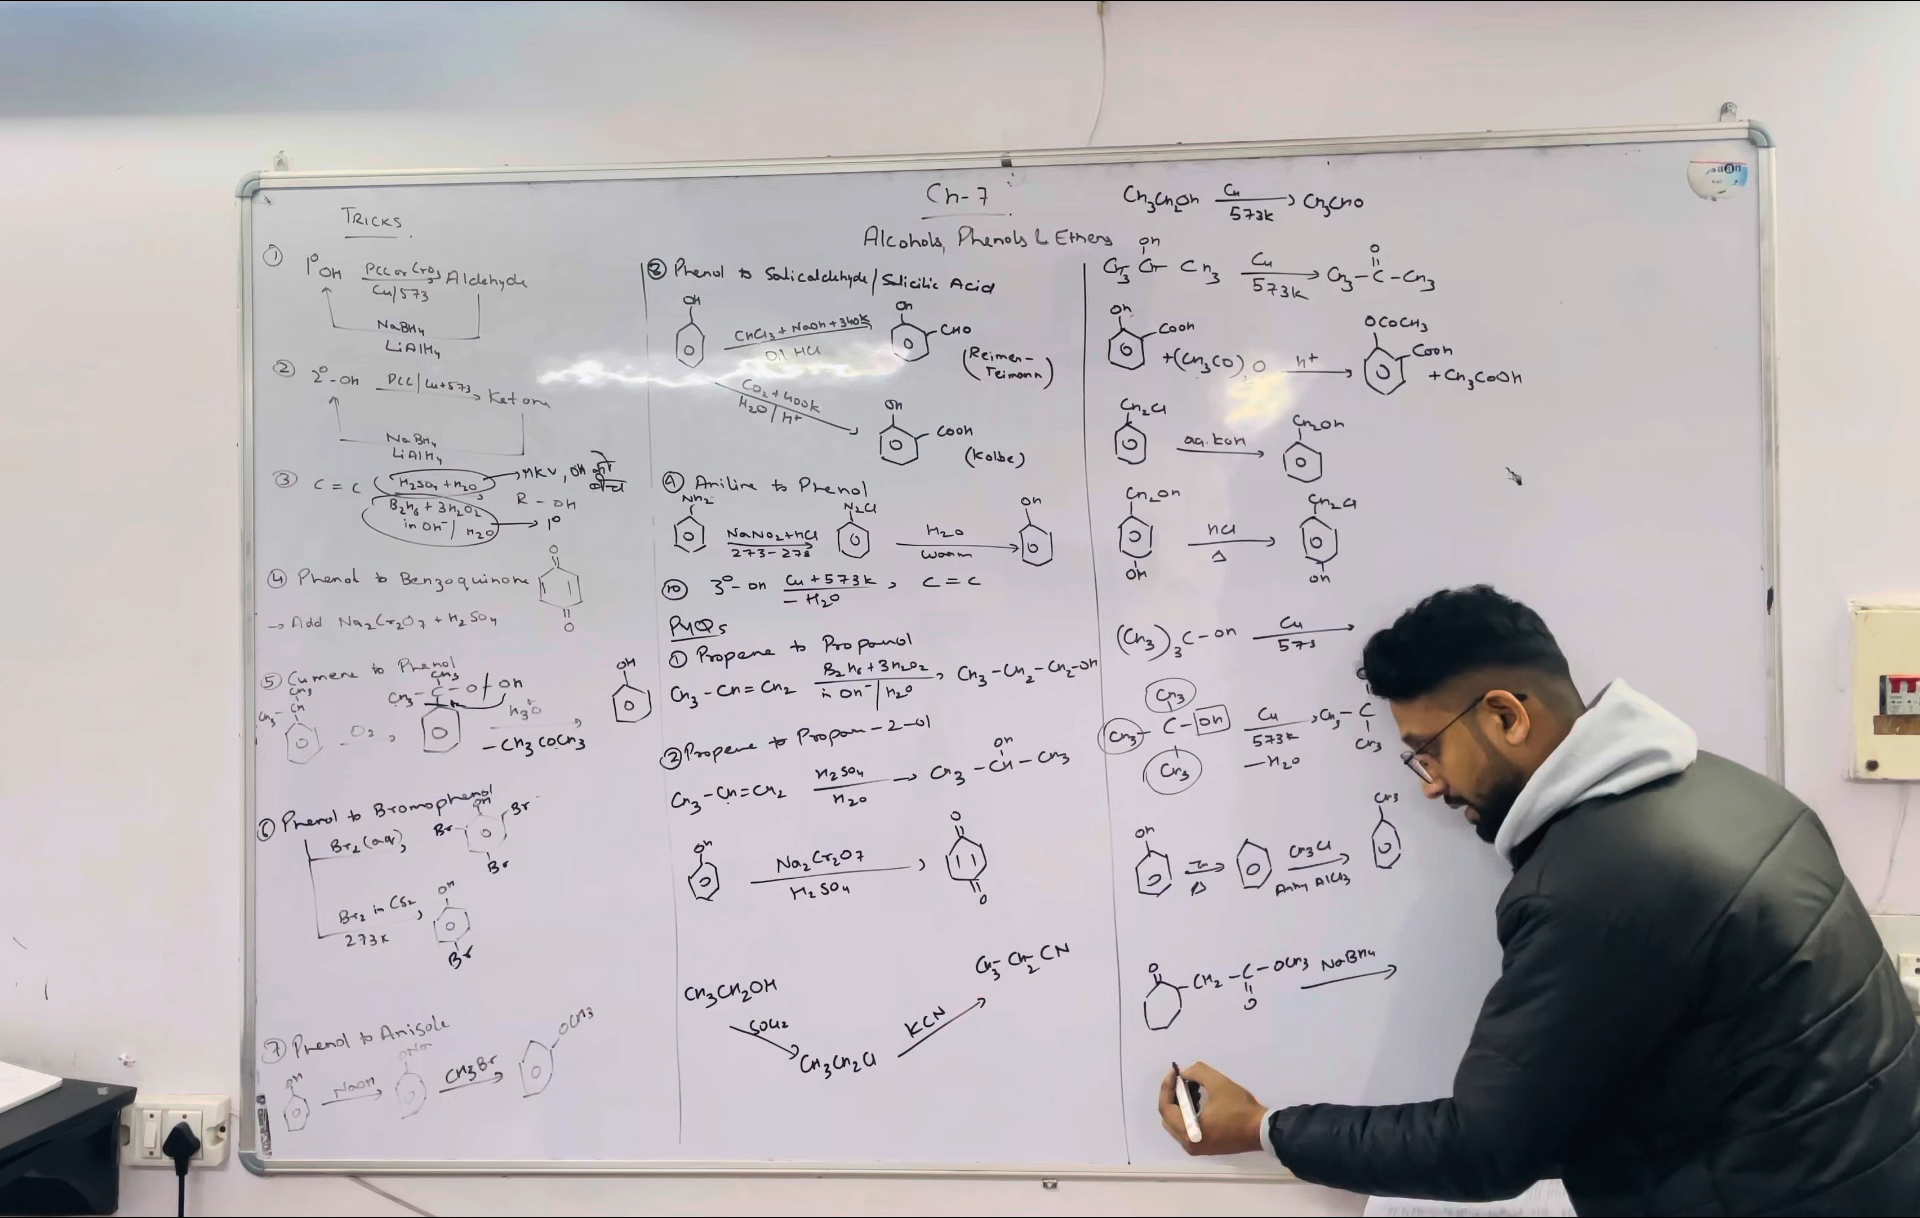 Ch-7
Alcohols, Phenols & Ethers
TRICKS
① 1° OH PCC or CrO3 Aldehyde
Cu/573
NaBH4
LiAlH4
② 2°-OH PCC/Cu+573 Ketone
NaBH4
LiAlH4
③ C = C H2SO4 + H2O → MKV, OH
R - OH
B2H6 + 3H2O2
in OH-/H2O → 1°
④ Phenol to Benzoquinone
O
O
→ Add Na2Cr2O7 + H2SO4
⑤ Cumene to Phenol
CH3
CH3 - CH
O2
CH3
CH3 - C - O OH
H3O+
- CH3COCH3
OH
⑥ Phenol to Bromophenol
Br2 (aq)
OH
Br
Br
Br
Br2 in CS2
273K
OH
Br
⑦ Phenol to Anisole
OH
NaOH
ONa
CH3Br
OCH3
⑧ Phenol to Salicaldehyde/Salicilic Acid
OH
CHCl3 + NaOH + 340K
Dil HCl
OH
CHO
(Reimen-
Teimann)
CO2 + 400K
H2O/H+
OH
COOH
(Kolbe)
⑨ Aniline to Phenol
NH2
NaNO2+HCl
273-278
N2Cl
H2O
Warm
OH
⑩ 3°-OH Cu+573K C = C
- H2O
PYQs
① Propene to Propanol
CH3 - CH = CH2 B2H6 + 3H2O2 CH3 - CH2 - CH2 - OH
in OH-/H2O
② Propene to Propan-2-ol
CH3 - CH = CH2 H2SO4 → CH3 - CH - CH3
H2O
OH
OH
Na2Cr2O7
H2SO4
O
O
CH3CH2OH
SOCl2
CH3CH2Cl
KCN
CH3-CH2CN
CH3CH2OH Cu → CH3CHO
573K
OH
CH3 CH CH3 Cu → CH3 - C - CH3
573K
O
OH
COOH
+(CH3CO)2O H+ →
OCOCH3
COOH
+ CH3COOH
CH2Cl
aq. KOH
CH2OH
CH2OH
OH
HCl
Δ
CH2Cl
OH
(CH3)3C - OH Cu →
573
CH3
CH3 - C - OH
CH3
Cu
573K
- H2O
CH3 - C
CH3
OH
Zn
Δ
CH3Cl
Anhy AlCl3
CH3
O
CH2 - C - OCH3 NaBH4
O